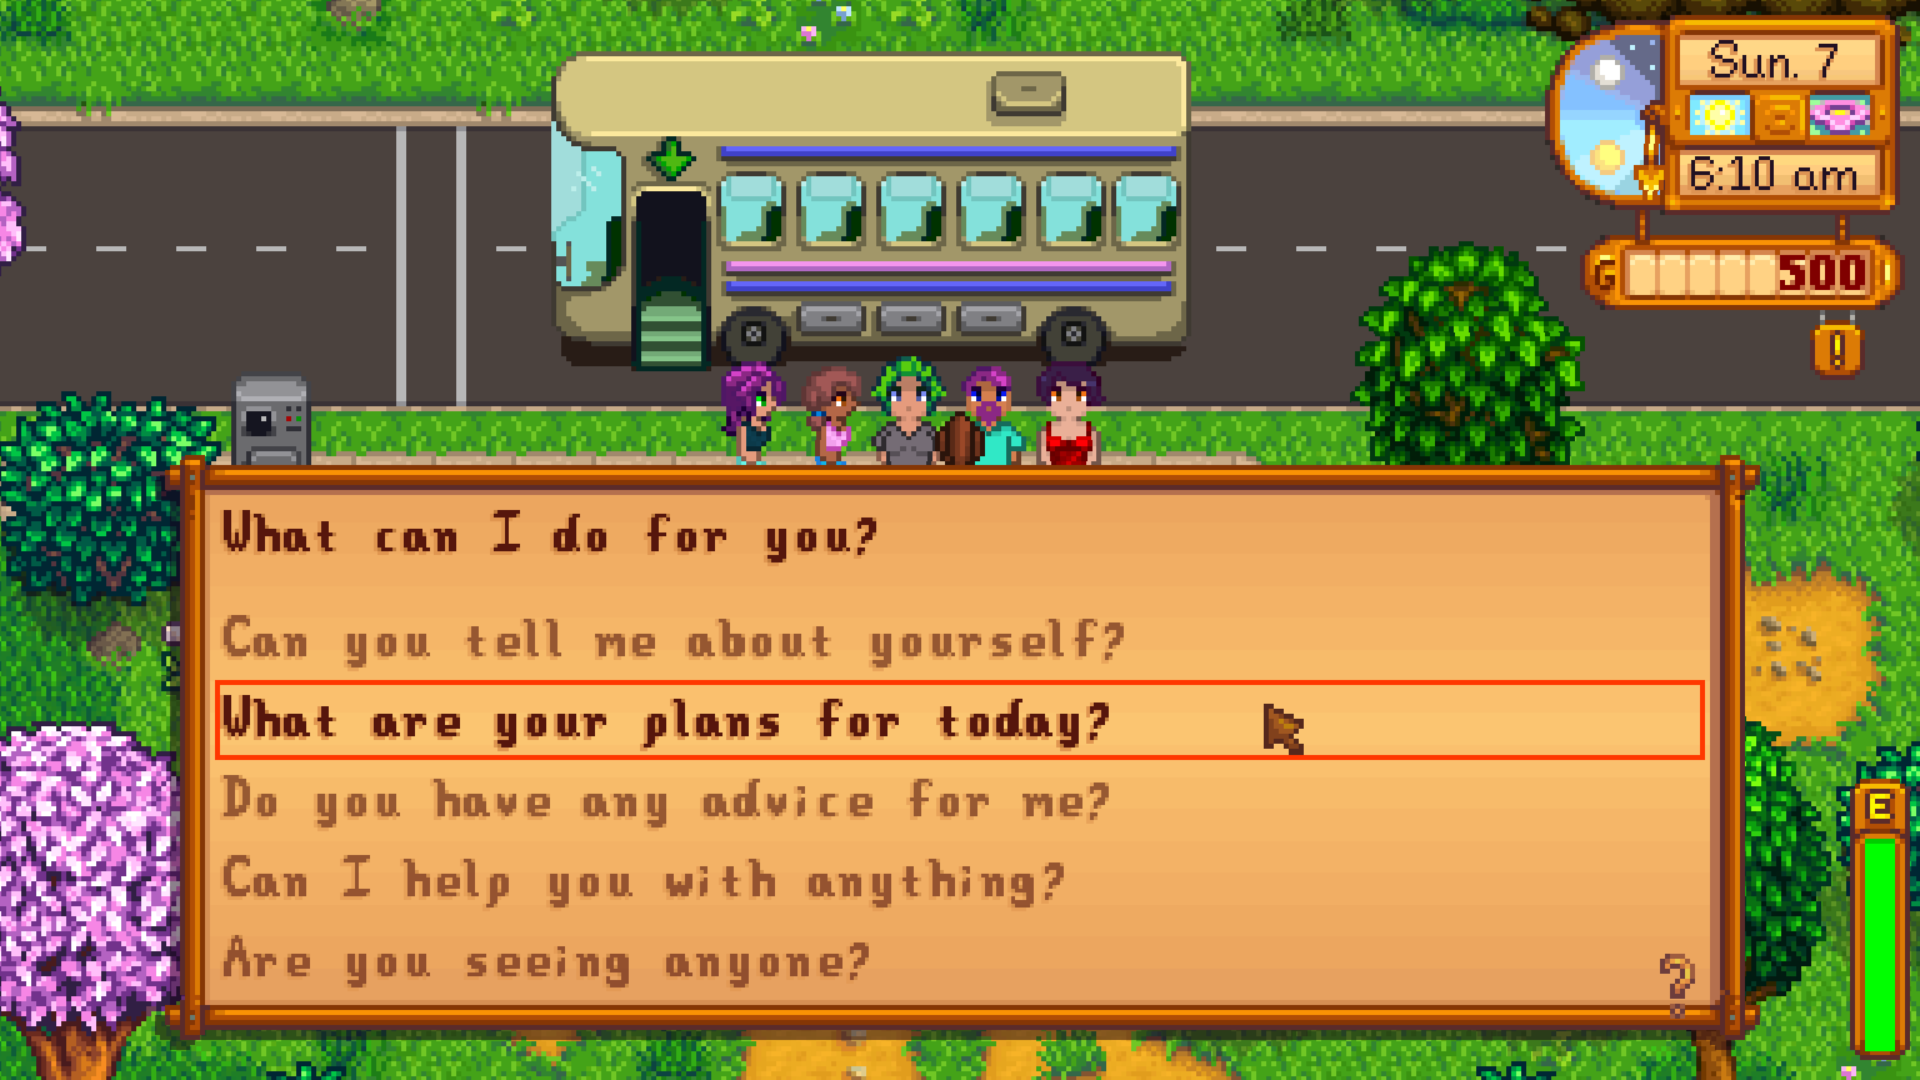 Sun. 7
6:10 am
G 500
!
What can I do for you?
Can you tell me about yourself?
What are your plans for today?
Do you have any advice for me?
Can I help you with anything?
Are you seeing anyone?
?
E